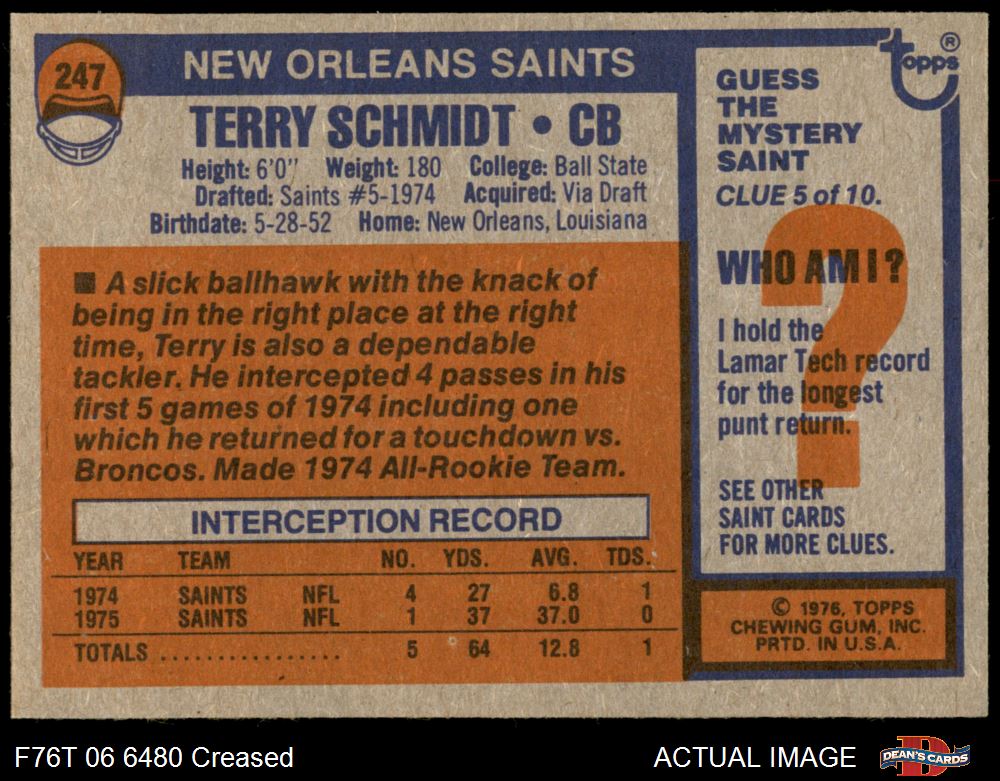 247
NEW ORLEANS SAINTS
TERRY SCHMIDT • CB
Height: 6'0" Weight: 180 College: Ball State
Drafted: Saints #5-1974 Acquired: Via Draft
Birthdate: 5-28-52 Home: New Orleans, Louisiana
■ A slick ballhawk with the knack of
being in the right place at the right
time, Terry is also a dependable
tackler. He intercepted 4 passes in his
first 5 games of 1974 including one
which he returned for a touchdown vs.
Broncos. Made 1974 All-Rookie Team.
INTERCEPTION RECORD
YEAR TEAM NO. YDS. AVG. TDS.
1974 SAINTS NFL 4 27 6.8 1
1975 SAINTS NFL 1 37 37.0 0
TOTALS .................. 5 64 12.8 1
topps ®
GUESS
THE
MYSTERY
SAINT
CLUE 5 of 10.
WHO AM I?
?
I hold the
Lamar Tech record
for the longest
punt return.
SEE OTHER
SAINT CARDS
FOR MORE CLUES.
© 1976, TOPPS
CHEWING GUM, INC.
PRTD. IN U.S.A.
F76T 06 6480 Creased
ACTUAL IMAGE
D
DEAN'S CARDS